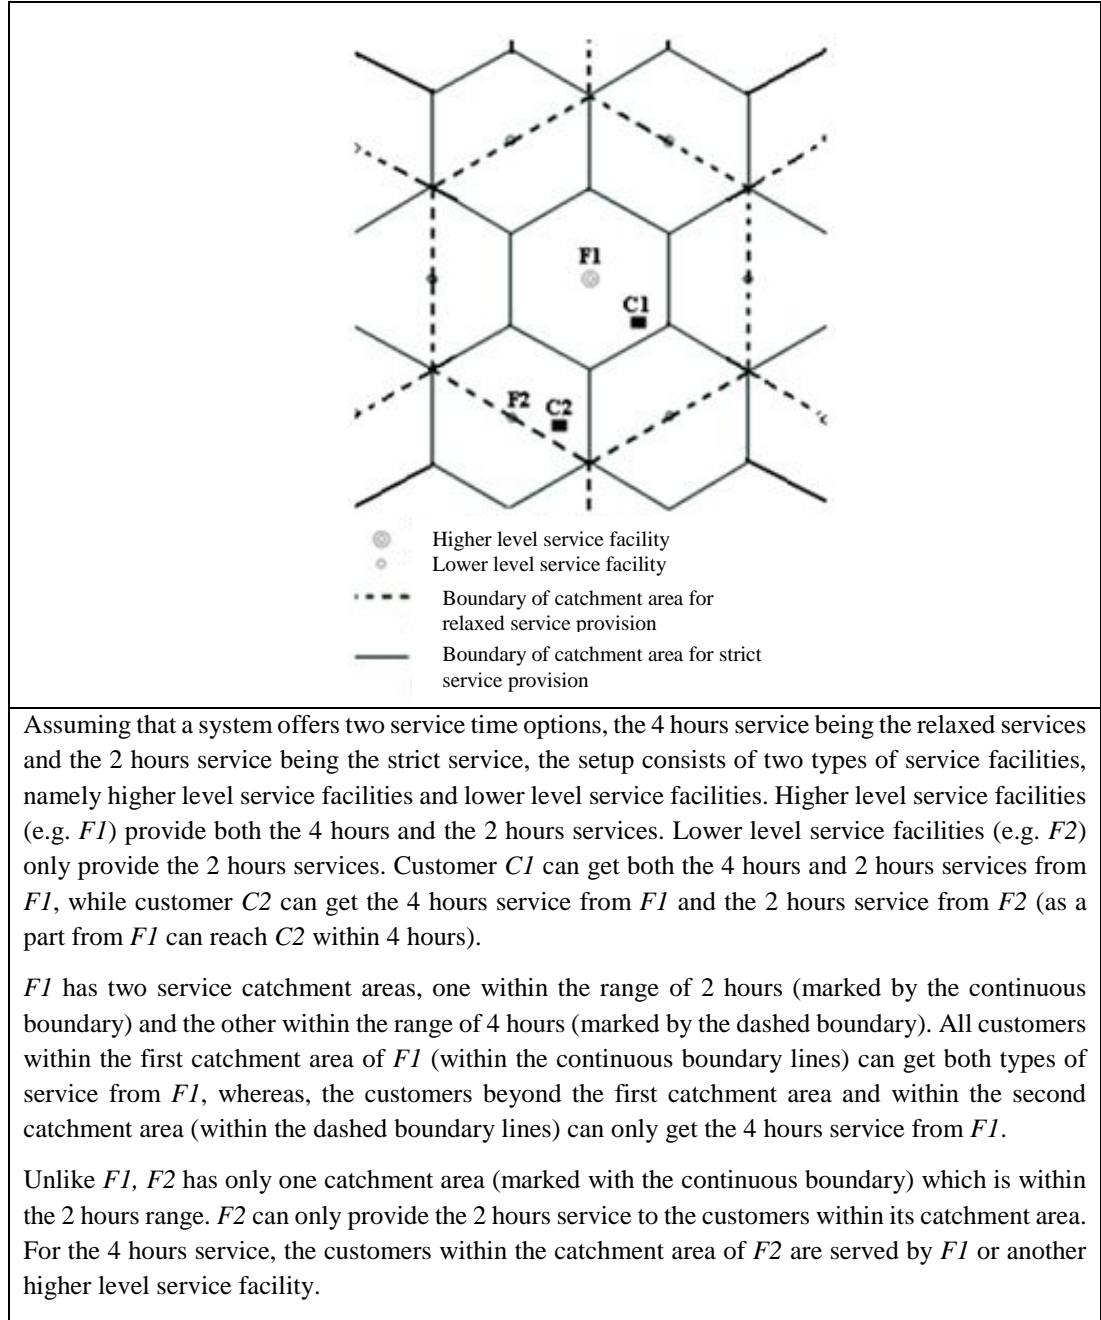 F1
C1
F2 C2
Higher level service facility
Lower level service facility
Boundary of catchment area for
relaxed service provision
Boundary of catchment area for strict
service provision
Assuming that a system offers two service time options, the 4 hours service being the relaxed services
and the 2 hours service being the strict service, the setup consists of two types of service facilities,
namely higher level service facilities and lower level service facilities. Higher level service facilities
(e.g. F1) provide both the 4 hours and the 2 hours services. Lower level service facilities (e.g. F2)
only provide the 2 hours services. Customer C1 can get both the 4 hours and 2 hours services from
F1, while customer C2 can get the 4 hours service from F1 and the 2 hours service from F2 (as a
part from F1 can reach C2 within 4 hours).
F1 has two service catchment areas, one within the range of 2 hours (marked by the continuous
boundary) and the other within the range of 4 hours (marked by the dashed boundary). All customers
within the first catchment area of F1 (within the continuous boundary lines) can get both types of
service from F1, whereas, the customers beyond the first catchment area and within the second
catchment area (within the dashed boundary lines) can only get the 4 hours service from F1.
Unlike F1, F2 has only one catchment area (marked with the continuous boundary) which is within
the 2 hours range. F2 can only provide the 2 hours service to the customers within its catchment area.
For the 4 hours service, the customers within the catchment area of F2 are served by F1 or another
higher level service facility.